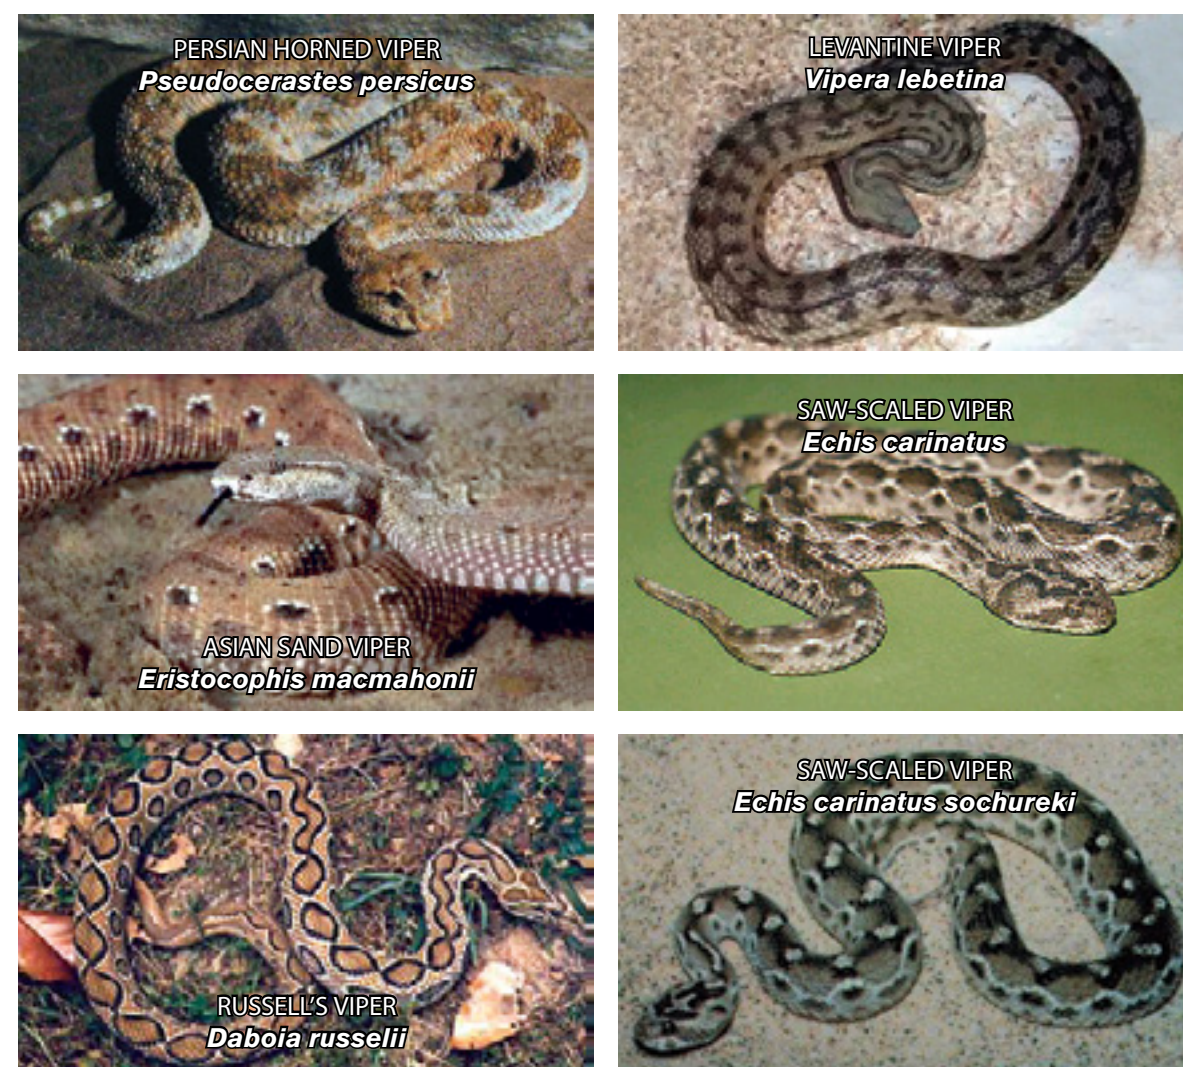 PERSIAN HORNED VIPER
Pseudocerastes persicus
LEVANTINE VIPER
Vipera lebetina
ASIAN SAND VIPER
Eristocophis macmahonii
SAW-SCALED VIPER
Echis carinatus
RUSSELL'S VIPER
Daboia russelii
SAW-SCALED VIPER
Echis carinatus sochureki